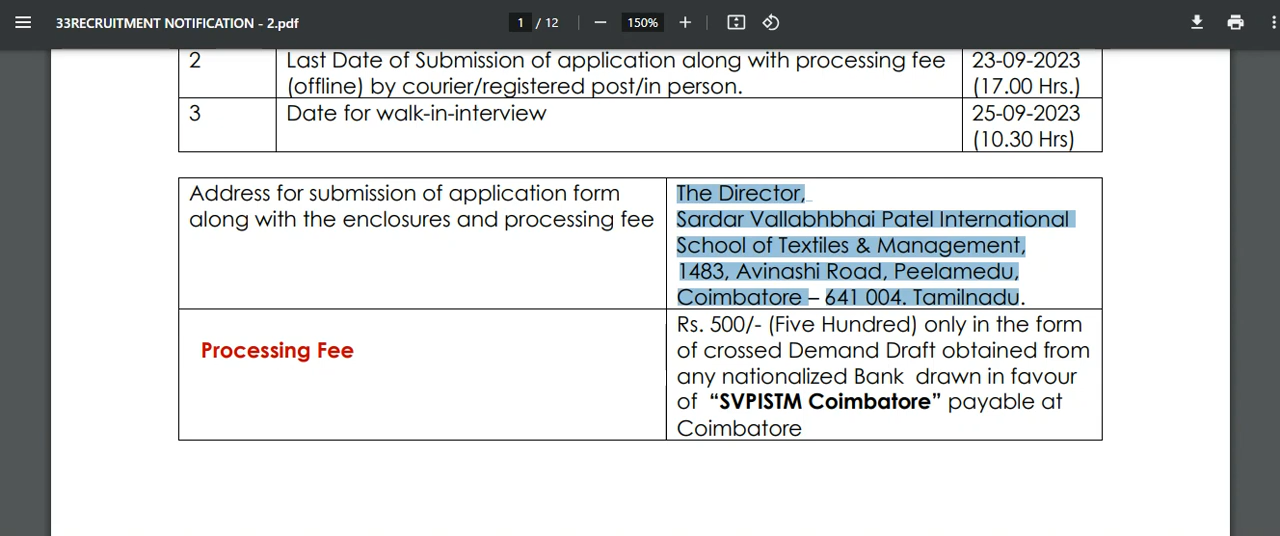 33RECRUITMENT NOTIFICATION - 2.pdf
1 / 12
150%
2
Last Date of Submission of application along with processing fee
(offline) by courier/registered post/in person.
23-09-2023
(17.00 Hrs.)
3
Date for walk-in-interview
25-09-2023
(10.30 Hrs)
Address for submission of application form
along with the enclosures and processing fee
The Director,
Sardar Vallabhbhai Patel International
School of Textiles & Management,
1483, Avinashi Road, Peelamedu,
Coimbatore – 641 004. Tamilnadu.
Processing Fee
Rs. 500/- (Five Hundred) only in the form
of crossed Demand Draft obtained from
any nationalized Bank drawn in favour
of “SVPISTM Coimbatore” payable at
Coimbatore